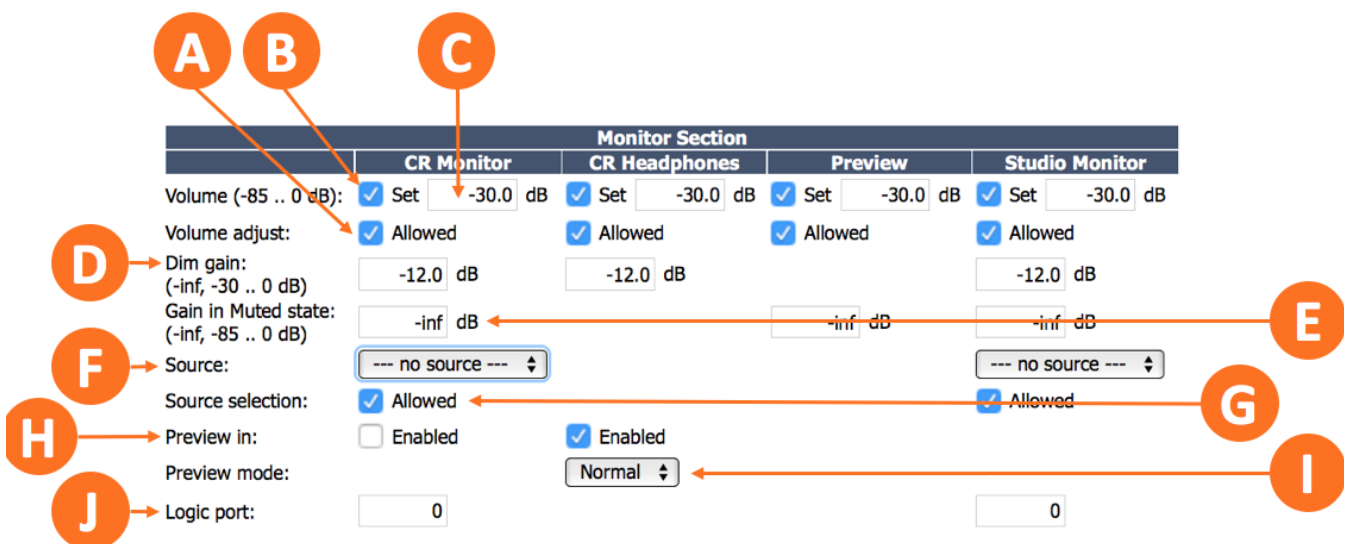 A B C
Monitor Section
CR Monitor CR Headphones Preview Studio Monitor
Volume (-85 .. 0 dB): Set -30.0 dB Set -30.0 dB Set -30.0 dB Set -30.0 dB
Volume adjust: Allowed Allowed Allowed Allowed
D Dim gain:
(-inf, -30 .. 0 dB) -12.0 dB -12.0 dB -12.0 dB
Gain in Muted state:
(-inf, -85 .. 0 dB) -inf dB -inf dB -inf dB E
F Source: --- no source --- --- no source ---
Source selection: Allowed Allowed G
H Preview in: Enabled Enabled
Preview mode: Normal I
J Logic port: 0 0